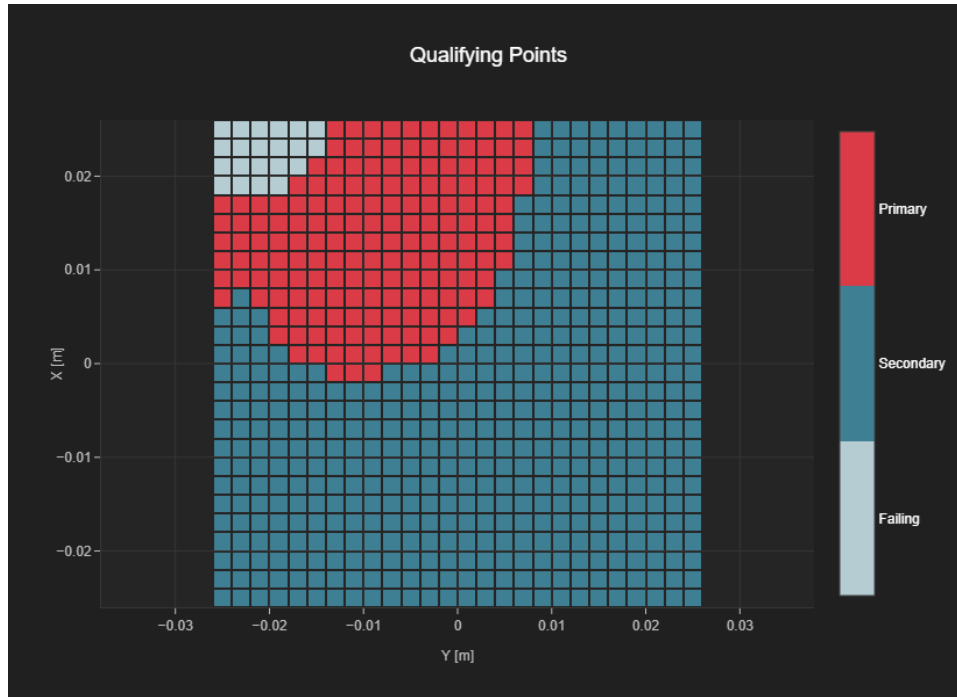 Qualifying Points
0.02
0.01
0
−0.01
−0.02
X [m]
−0.03
−0.02
−0.01
0
0.01
0.02
0.03
Y [m]
Primary
Secondary
Failing